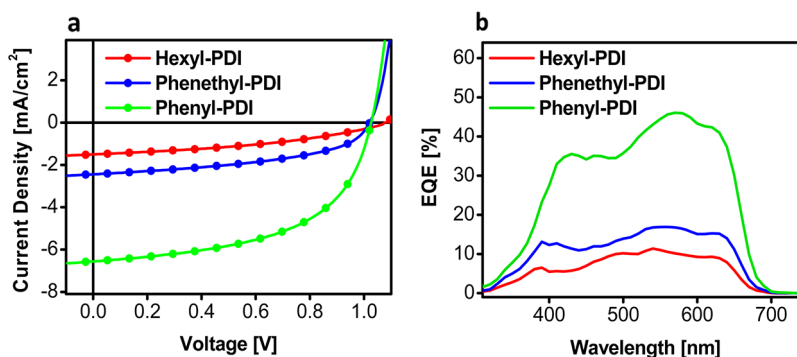 a
Current Density [mA/cm²]
2
0
-2
-4
-6
-8
Hexyl-PDI
Phenethyl-PDI
Phenyl-PDI
0.0 0.2 0.4 0.6 0.8 1.0
Voltage [V]
b
EQE [%]
60
50
40
30
20
10
0
Hexyl-PDI
Phenethyl-PDI
Phenyl-PDI
400 500 600 700
Wavelength [nm]